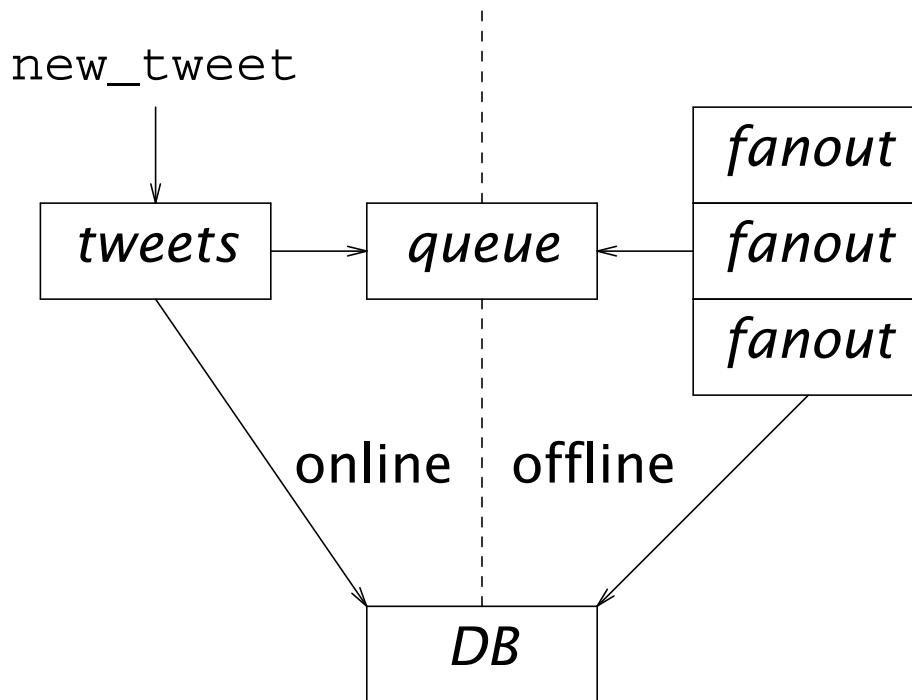 new_tweet
fanout
tweets
queue
fanout
fanout
online
offline
DB